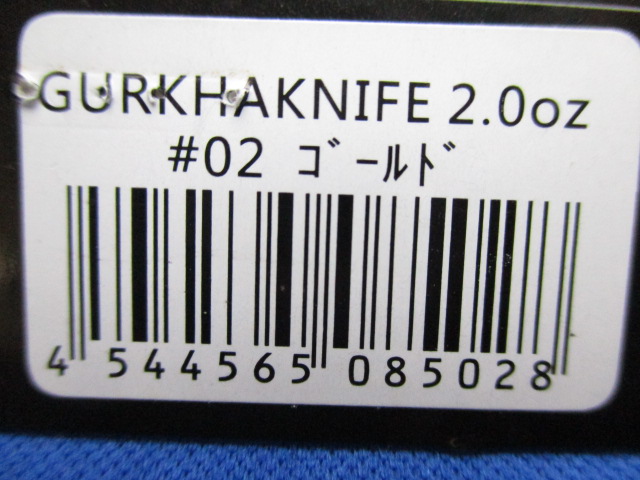 GURKHAKNIFE 2.0oz
#02 ｺﾞｰﾙﾄﾞ
4 544565 085028